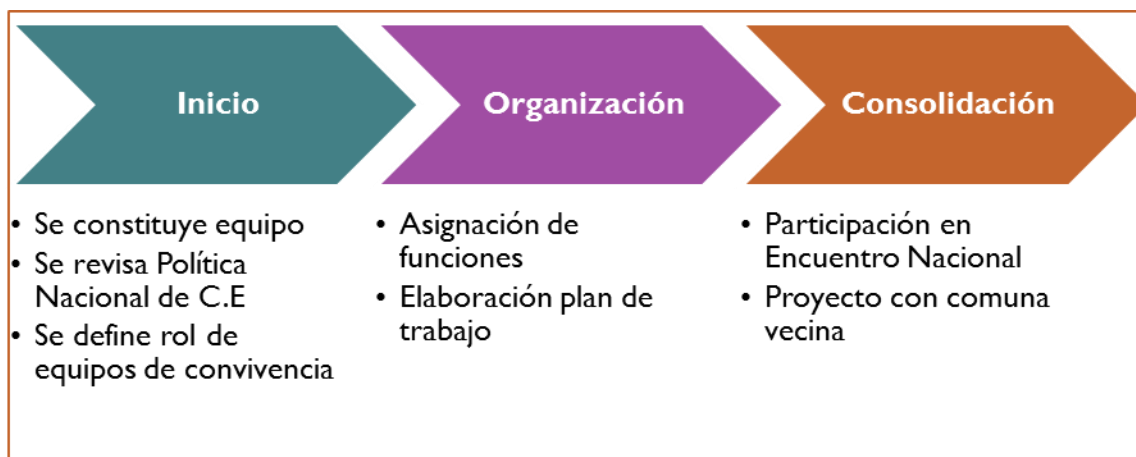 Inicio
Organización
Consolidación
• Se constituye equipo
• Se revisa Política
Nacional de C.E
• Se define rol de
equipos de convivencia
• Asignación de
funciones
• Elaboración plan de
trabajo
• Participación en
Encuentro Nacional
• Proyecto con comuna
vecina